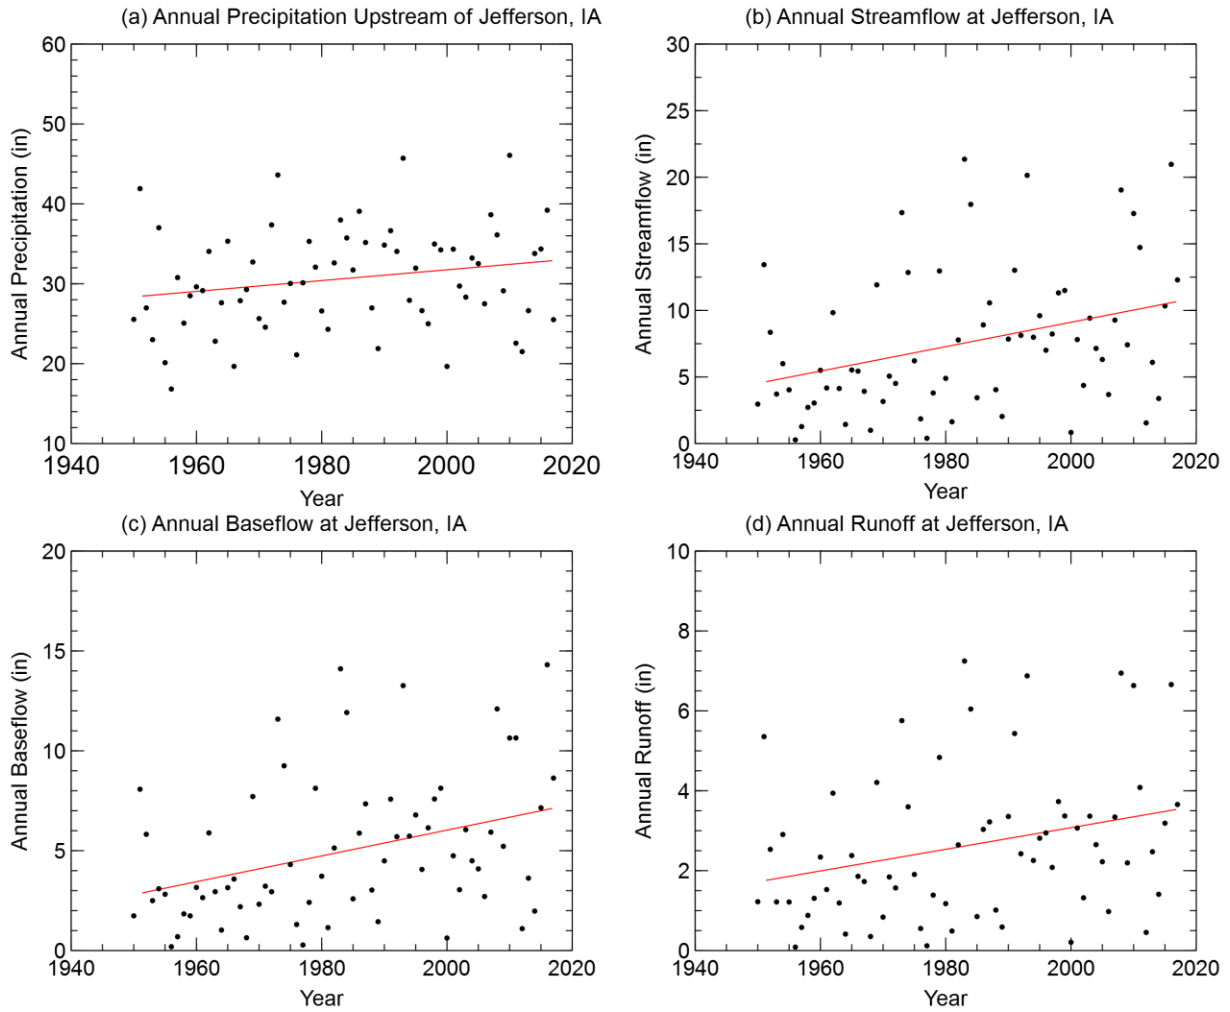 (a) Annual Precipitation Upstream of Jefferson, IA
60
50
40
30
20
10
Annual Precipitation (in)
1940 1960 1980 2000 2020
Year
(b) Annual Streamflow at Jefferson, IA
30
25
20
15
10
5
0
Annual Streamflow (in)
1940 1960 1980 2000 2020
Year
(c) Annual Baseflow at Jefferson, IA
20
15
10
5
0
Annual Baseflow (in)
1940 1960 1980 2000 2020
Year
(d) Annual Runoff at Jefferson, IA
10
8
6
4
2
0
Annual Runoff (in)
1940 1960 1980 2000 2020
Year